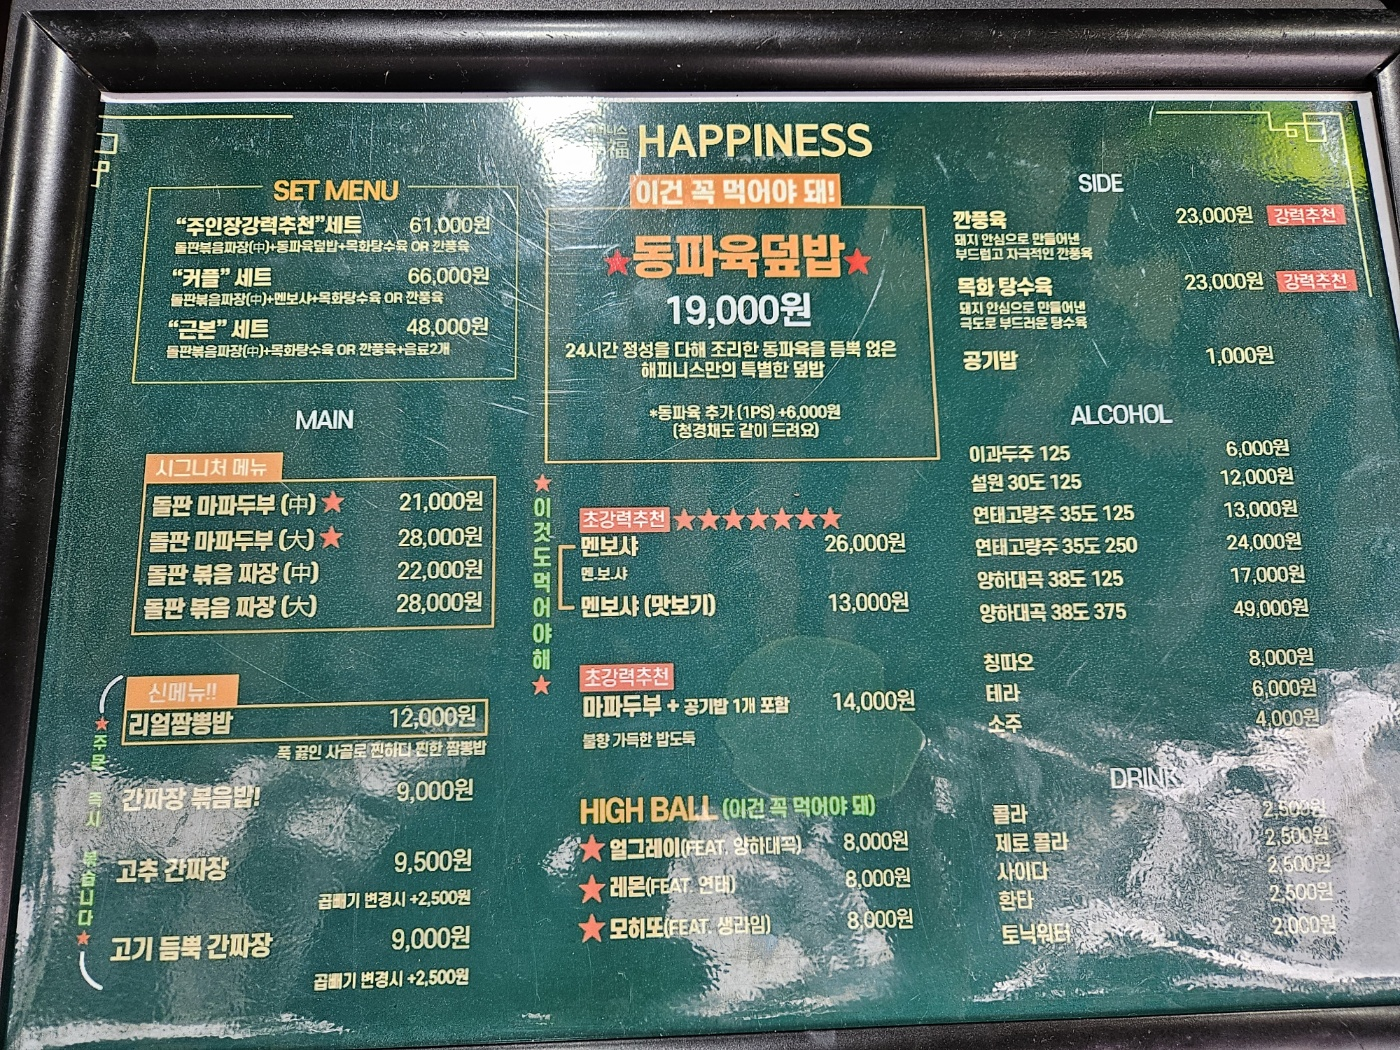 福 HAPPINESS
SET MENU
“주인장강력추천”세트 61,000원
돌판볶음짜장(中)+동파육덮밥+목화탕수육 OR 깐풍육
“커플” 세트 66,000원
돌판볶음짜장(中)+멘보샤+목화탕수육 OR 깐풍육
“근본” 세트 48,000원
돌판볶음짜장(中)+목화탕수육 OR 깐풍육+음료2개
MAIN
시그니처 메뉴
돌판 마파두부 (中) ★ 21,000원
돌판 마파두부 (大) ★ 28,000원
돌판 볶음 짜장 (中) 22,000원
돌판 볶음 짜장 (大) 28,000원
신메뉴!!
리얼짬뽕밥 12,000원
푹 끓인 사골로 찐하디 찐한 짬뽕밥
간짜장 볶음밥! 9,000원
고추 간짜장 9,500원
곱빼기 변경시 +2,500원
고기 듬뿍 간짜장 9,000원
곱빼기 변경시 +2,500원
★주문 즉시 볶습니다★
이건 꼭 먹어야 돼!
★동파육덮밥★
19,000원
24시간 정성을 다해 조리한 동파육을 듬뿍 얹은
해피니스만의 특별한 덮밥
*동파육 추가 (1PS) +6,000원
(청경채도 같이 드려요)
★이것도먹어야해★
초강력추천 ★★★★★★★
멘보샤 26,000원
멘.보.샤
멘보샤 (맛보기) 13,000원
초강력추천
마파두부 + 공기밥 1개 포함 14,000원
불향 가득한 밥도둑
HIGH BALL (이건 꼭 먹어야 돼)
★ 얼그레이(FEAT. 양하대곡) 8,000원
★ 레몬(FEAT. 연태) 8,000원
★ 모히또(FEAT. 생라임) 8,000원
SIDE
깐풍육 23,000원 강력추천
돼지 안심으로 만들어낸
부드럽고 자극적인 깐풍육
목화 탕수육 23,000원 강력추천
돼지 안심으로 만들어낸
극도로 부드러운 탕수육
공기밥 1,000원
ALCOHOL
이과두주 125 6,000원
설원 30도 125 12,000원
연태고량주 35도 125 13,000원
연태고량주 35도 250 24,000원
양하대곡 38도 125 17,000원
양하대곡 38도 375 49,000원
칭따오 8,000원
테라 6,000원
소주 4,000원
DRINK
콜라 2,500원
제로 콜라 2,500원
사이다 2,500원
환타 2,500원
토닉워터 2,000원